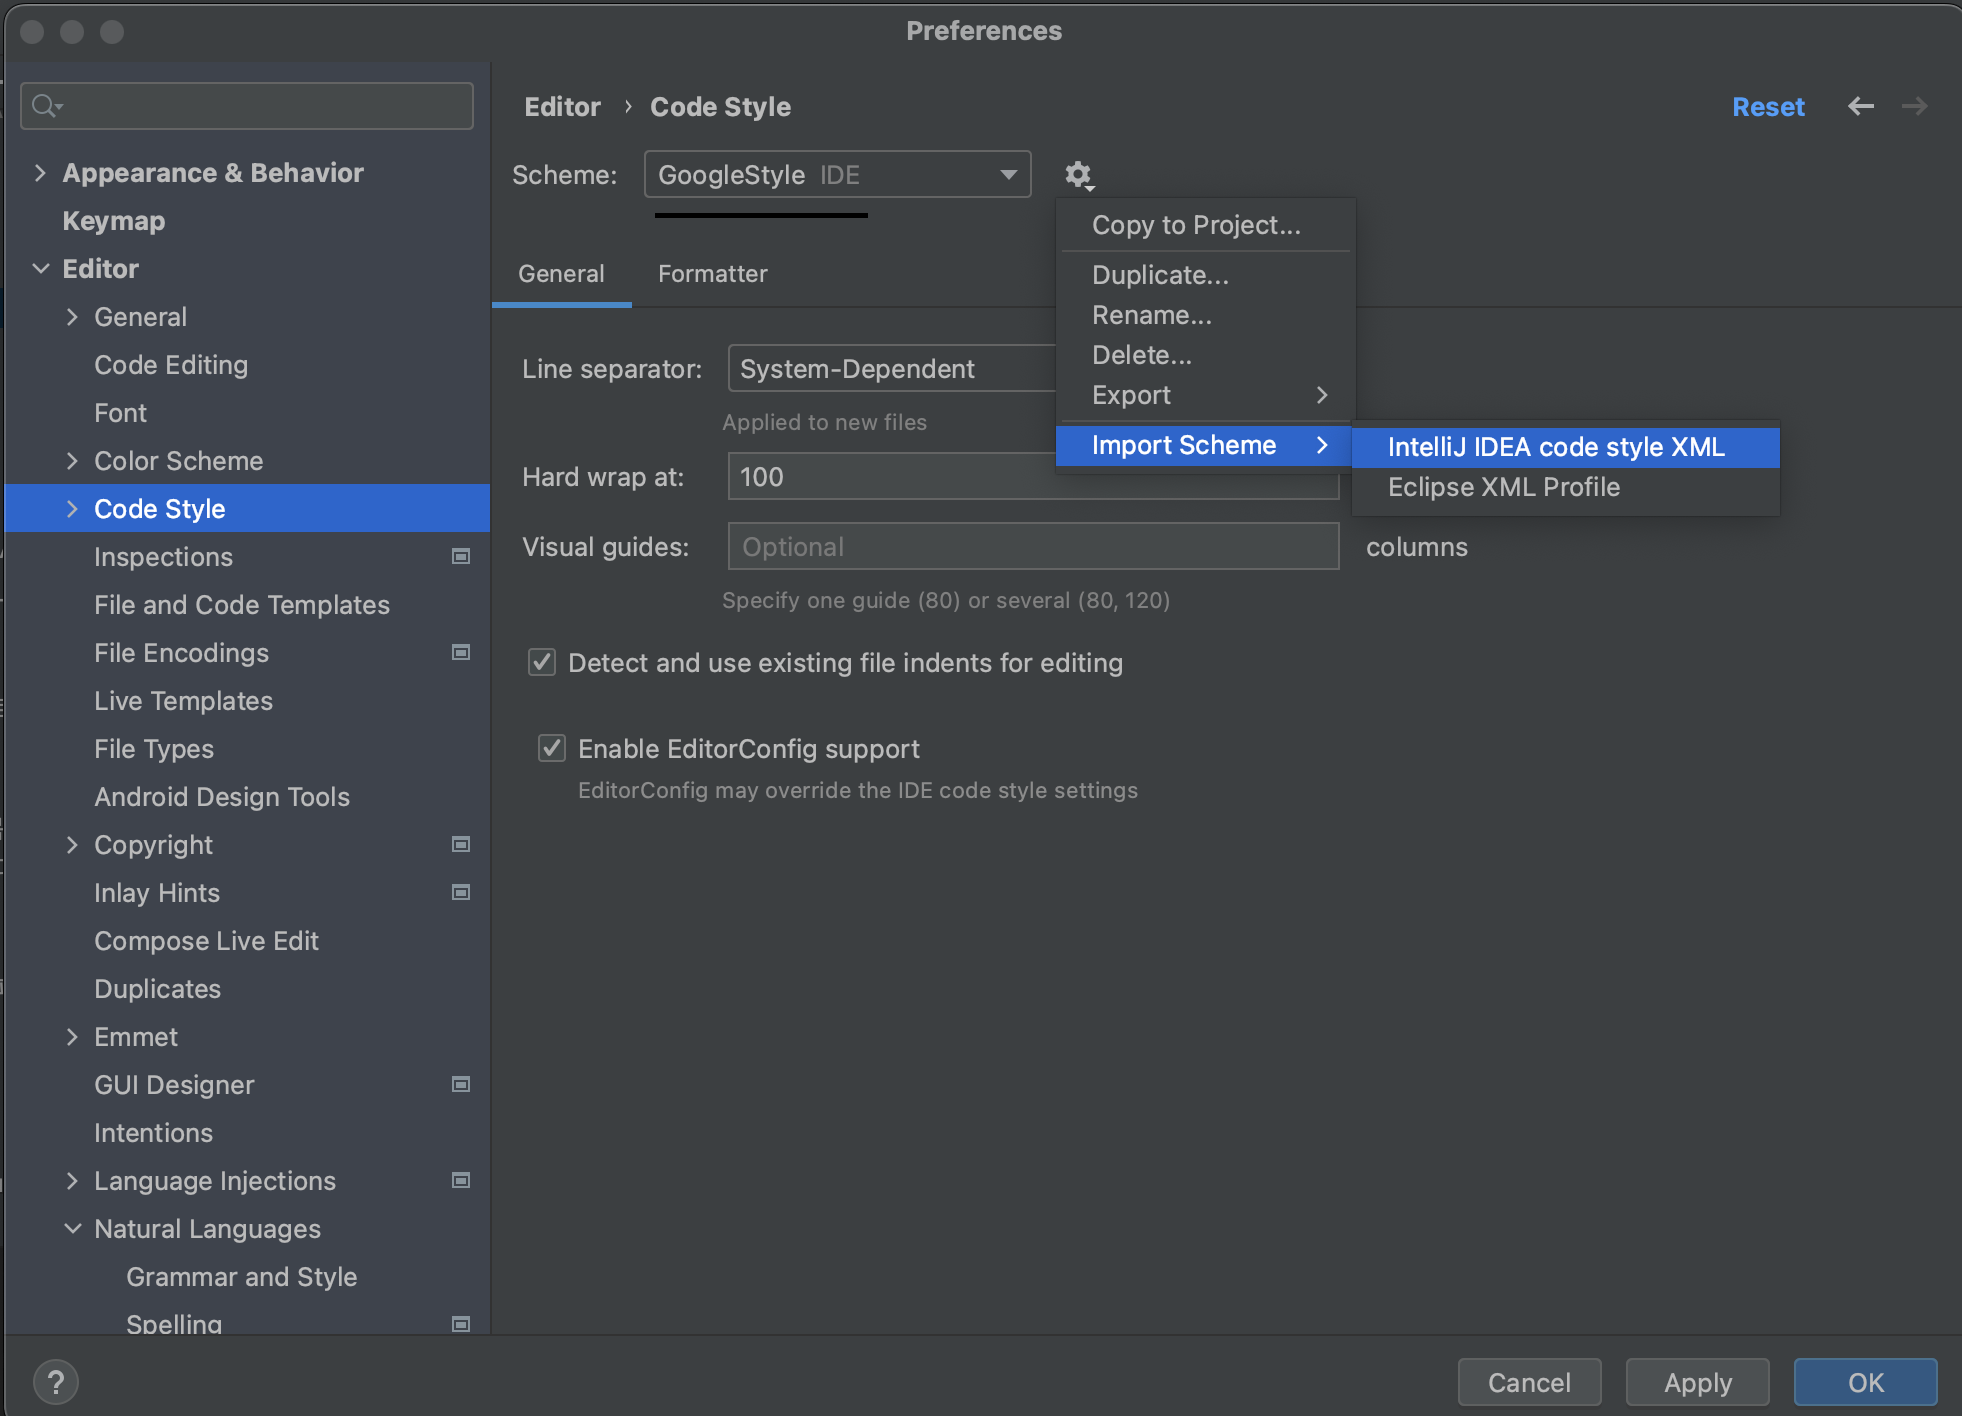 Preferences
Appearance & Behavior
Keymap
Editor
General
Code Editing
Font
Color Scheme
Code Style
Inspections
File and Code Templates
File Encodings
Live Templates
File Types
Android Design Tools
Copyright
Inlay Hints
Compose Live Edit
Duplicates
Emmet
GUI Designer
Intentions
Language Injections
Natural Languages
Grammar and Style
Spelling
Editor › Code Style
Reset
Scheme: GoogleStyle IDE
General Formatter
Line separator: System-Dependent
Applied to new files
Hard wrap at: 100
Visual guides: Optional columns
Specify one guide (80) or several (80, 120)
Detect and use existing file indents for editing
Enable EditorConfig support
EditorConfig may override the IDE code style settings
Copy to Project...
Duplicate...
Rename...
Delete...
Export
Import Scheme
IntelliJ IDEA code style XML
Eclipse XML Profile
?
Cancel Apply OK